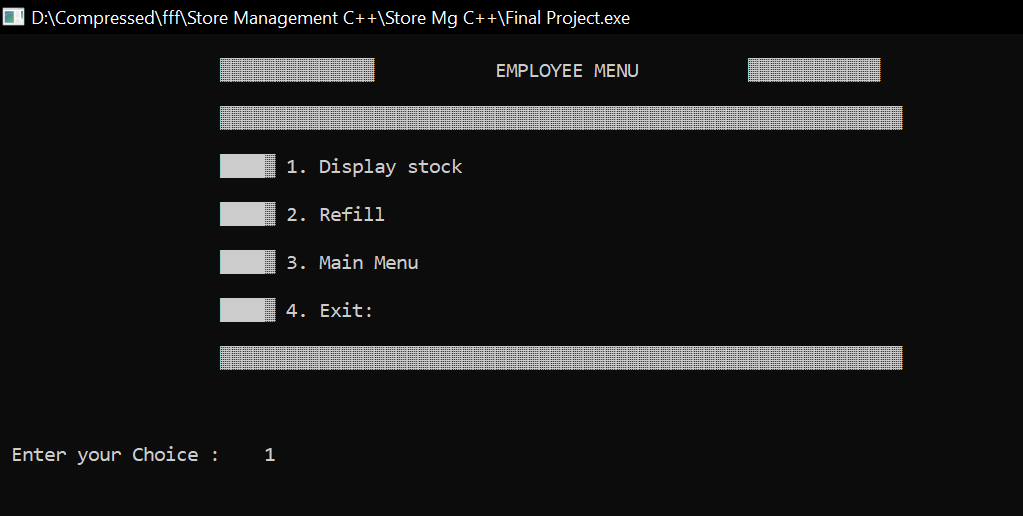 D:\Compressed\fff\Store Management C++\Store Mg C++\Final Project.exe
EMPLOYEE MENU
1. Display stock
2. Refill
3. Main Menu
4. Exit:
Enter your Choice :    1